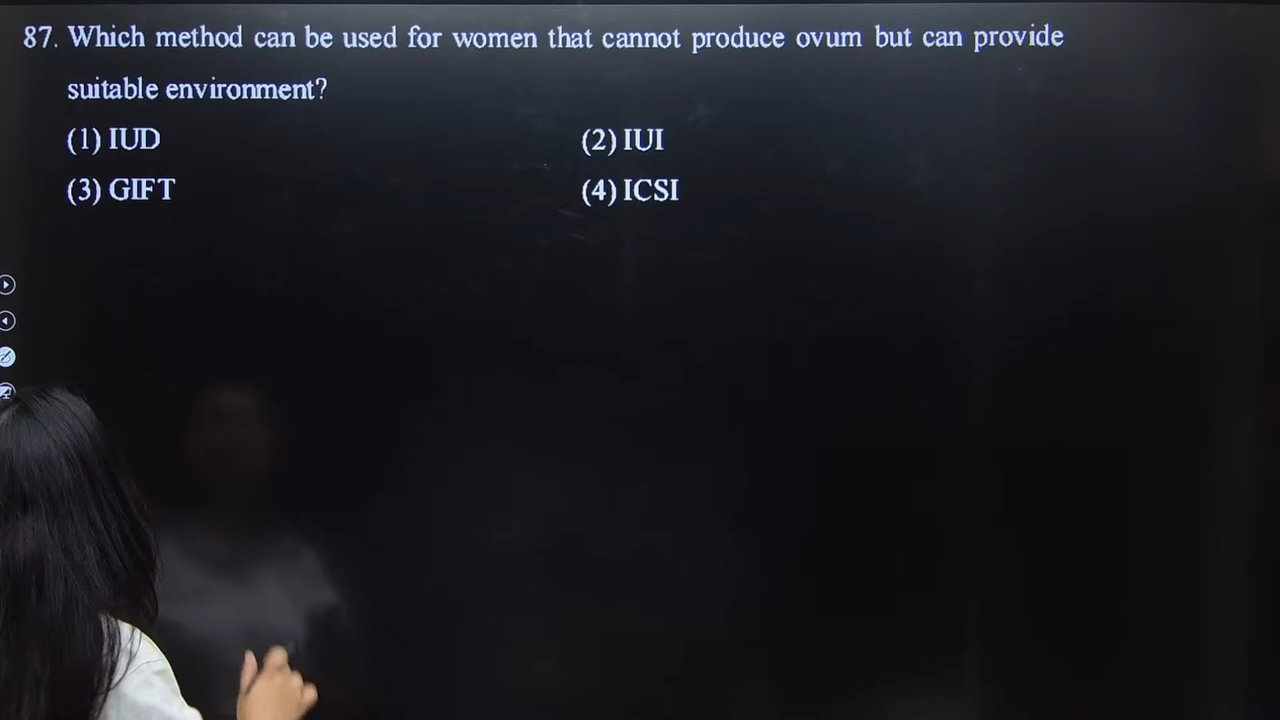 87. Which method can be used for women that cannot produce ovum but can provide
suitable environment?
(1) IUD (2) IUI
(3) GIFT (4) ICSI